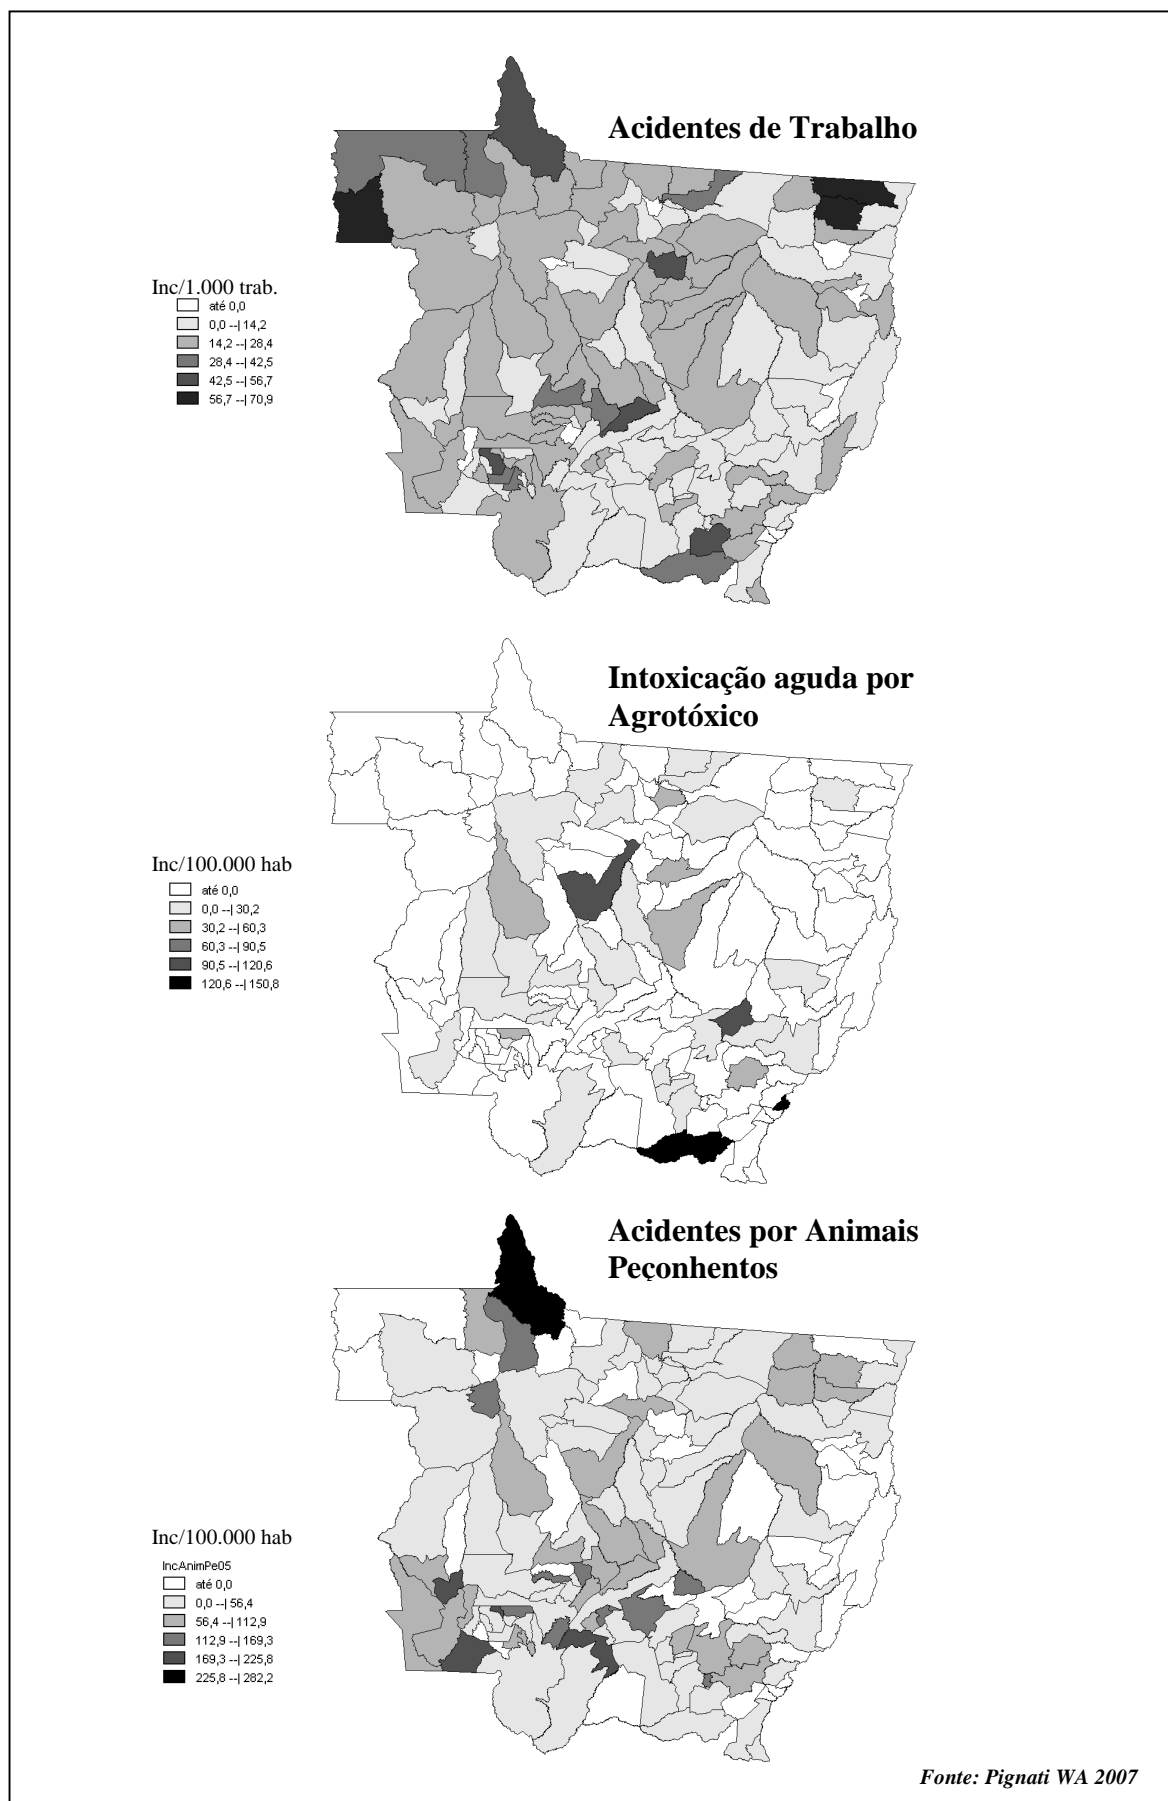 Acidentes de Trabalho
Inc/1.000 trab.
até 0,0
0,0 --| 14,2
14,2 --| 28,4
28,4 --| 42,5
42,5 --| 56,7
56,7 --| 70,9
Intoxicação aguda por
Agrotóxico
Inc/100.000 hab
até 0,0
0,0 --| 30,2
30,2 --| 60,3
60,3 --| 90,5
90,5 --| 120,6
120,6 --| 150,8
Acidentes por Animais
Peçonhentos
Inc/100.000 hab
IncAnimPe05
até 0,0
0,0 --| 56,4
56,4 --| 112,9
112,9 --| 169,3
169,3 --| 225,8
225,8 --| 282,2
Fonte: Pignati WA 2007